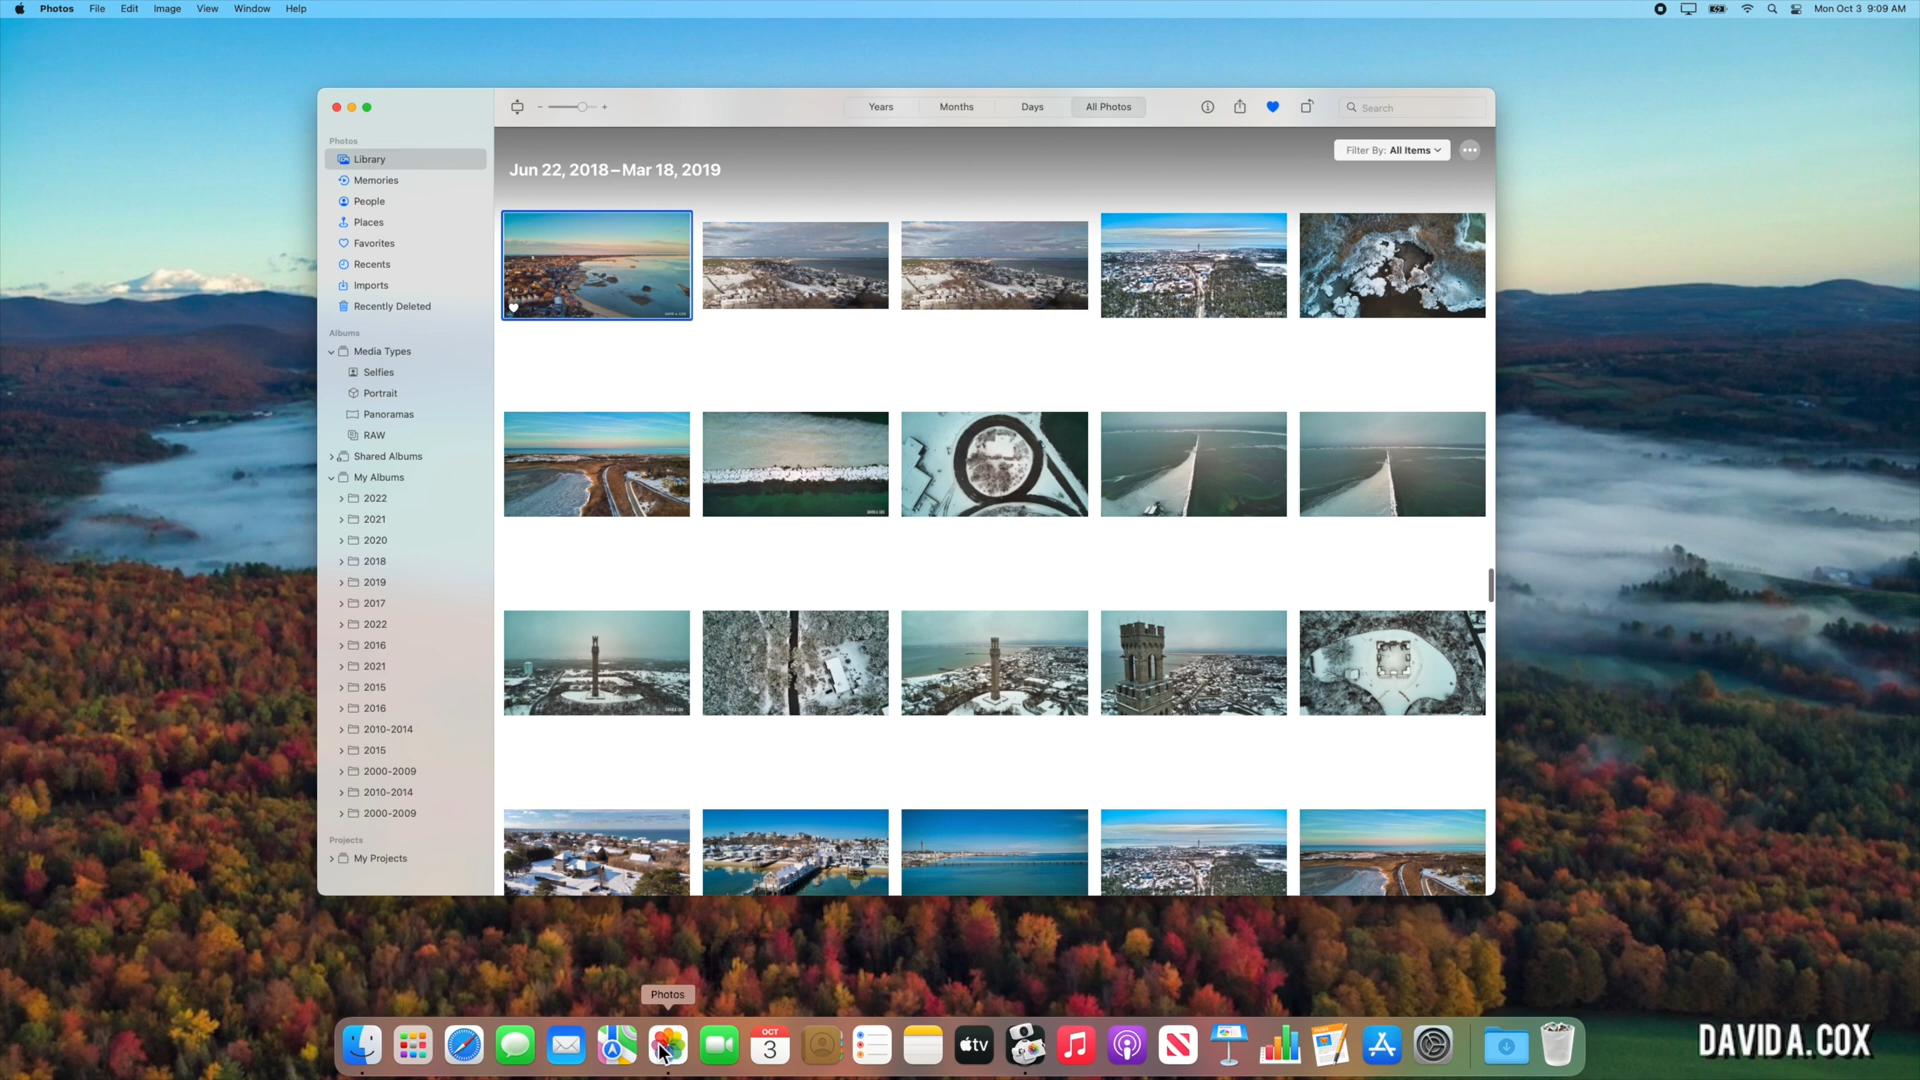 Photos File Edit Image View Window Help
Mon Oct 3 9:09 AM
Years Months Days All Photos
Search
Photos
Library
Memories
People
Places
Favorites
Recents
Imports
Recently Deleted
Albums
Media Types
Selfies
Portrait
Panoramas
RAW
Shared Albums
My Albums
2022
2021
2020
2018
2019
2017
2022
2016
2021
2015
2016
2010-2014
2015
2000-2009
2010-2014
2000-2009
Projects
My Projects
Jun 22, 2018–Mar 18, 2019
Filter By: All Items
Photos
OCT
3
tv
DAVID A. COX